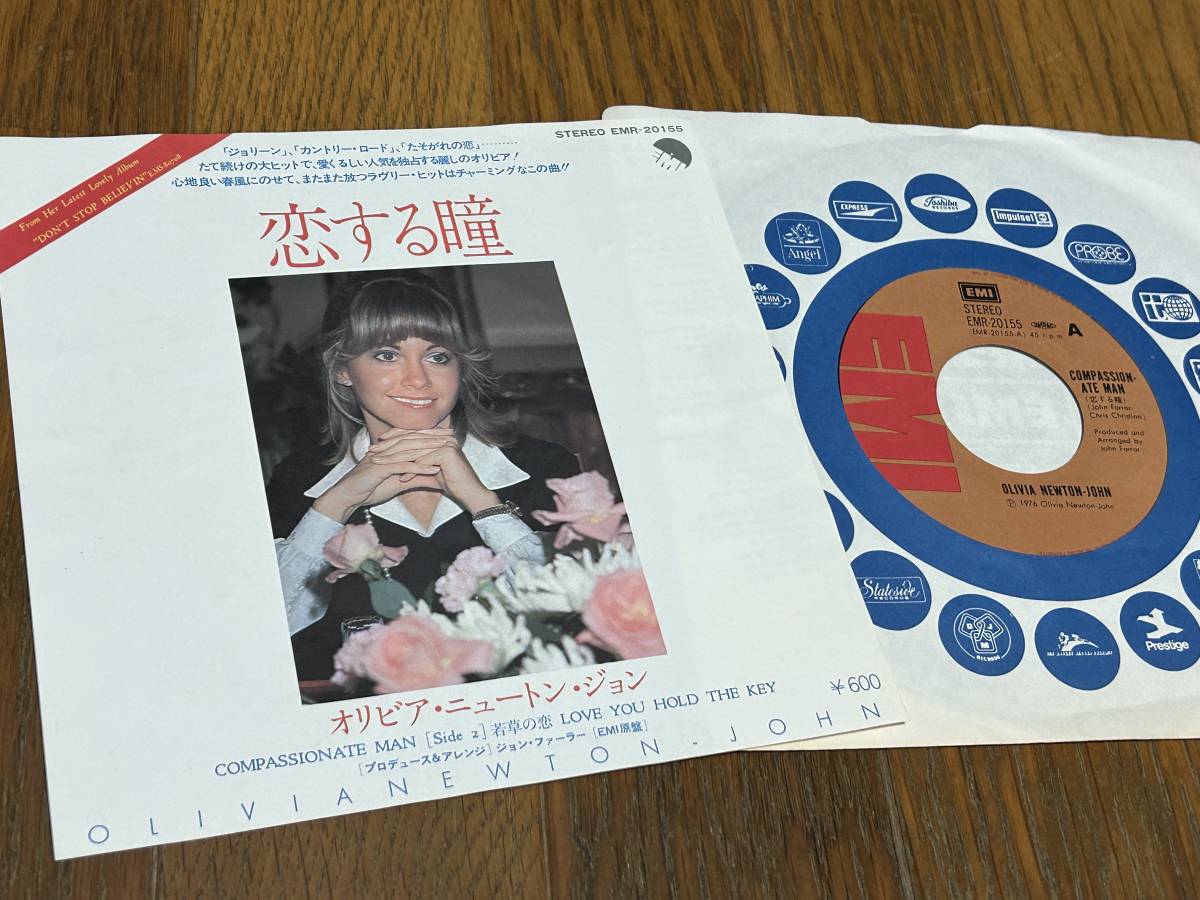 STEREO EMR-20155
From Her Latest Lovely Album
"DON'T STOP BELIEVIN'" EMS-80708
「ジョリーン」、「カントリー・ロード」、「たそがれの恋」………
たて続けの大ヒットで、愛くるしい人気を独占する麗しのオリビア！
心地良い春風にのせて、またまた放つラヴリー・ヒットはチャーミングなこの曲!!
恋する瞳
オリビア・ニュートン・ジョン
¥600
COMPASSIONATE MAN [Side 2] 若草の恋 LOVE YOU HOLD THE KEY
[プロデュース&アレンジ] ジョン・ファーラー [EMI原盤]
OLIVIA NEWTON-JOHN
EXPRESS
Toshiba
RECORDS
impulse!
Angel
PROBE
APHIM
EMI
STEREO
EMR-20155
(EMR-20155-A) 45 r.p.m.
A
EMI
COMPASSION-
ATE MAN
(恋する瞳)
(John Farrar:
Chris Christian)
Produced and
Arranged by
John Farrar
OLIVIA NEWTON-JOHN
Ⓟ 1976 Olivia Newton-John
Stateside
DJM
RECORDS
Prestige